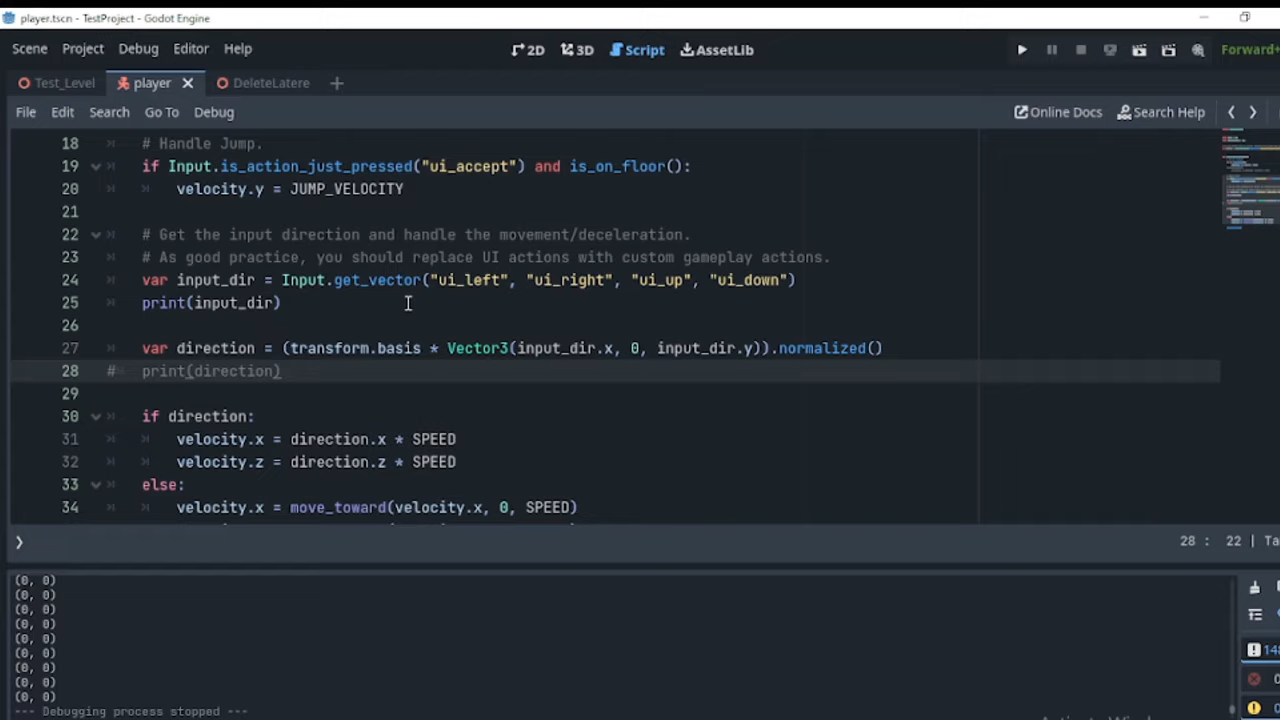 player.tscn - TestProject - Godot Engine
Scene Project Debug Editor Help 2D 3D Script AssetLib Forward+
Test_Level player DeleteLatere
File Edit Search Go To Debug Online Docs Search Help
18 # Handle Jump.
19 if Input.is_action_just_pressed("ui_accept") and is_on_floor():
20 velocity.y = JUMP_VELOCITY
21
22 # Get the input direction and handle the movement/deceleration.
23 # As good practice, you should replace UI actions with custom gameplay actions.
24 var input_dir = Input.get_vector("ui_left", "ui_right", "ui_up", "ui_down")
25 print(input_dir)
26
27 var direction = (transform.basis * Vector3(input_dir.x, 0, input_dir.y)).normalized()
28 # print(direction)
29
30 if direction:
31 velocity.x = direction.x * SPEED
32 velocity.z = direction.z * SPEED
33 else:
34 velocity.x = move_toward(velocity.x, 0, SPEED)
28 : 22 | Ta
(0, 0)
(0, 0)
(0, 0)
(0, 0)
(0, 0)
(0, 0)
(0, 0)
(0, 0)
(0, 0)
--- Debugging process stopped ---
148
0
0